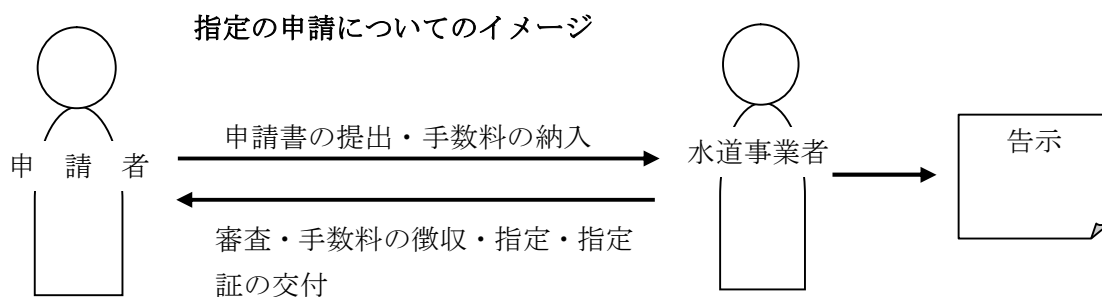 指定の申請についてのイメージ
申請書の提出・手数料の納入
申請者
水道事業者
告示
審査・手数料の徴収・指定・指定
証の交付